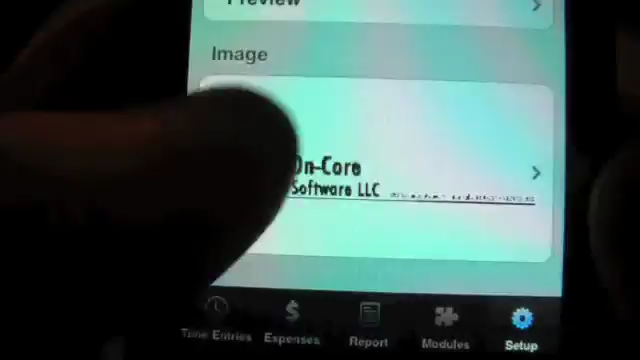 Preview
Image
On-Core
Software LLC
Time Entries
Expenses
Report
Modules
Setup